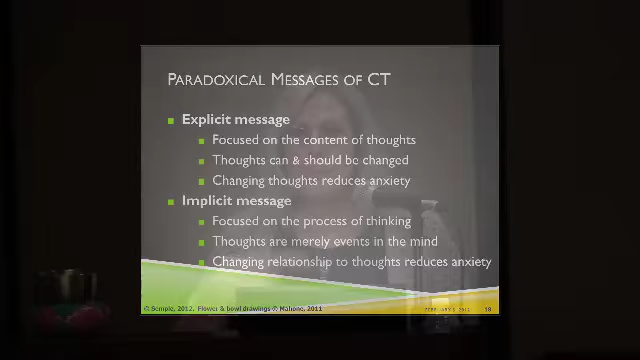 PARADOXICAL MESSAGES OF CT
Explicit message
Focused on the content of thoughts
Thoughts can & should be changed
Changing thoughts reduces anxiety
Implicit message
Focused on the process of thinking
Thoughts are merely events in the mind
Changing relationship to thoughts reduces anxiety
© Semple, 2012. Flower & bowl drawings © Mahone, 2011
18